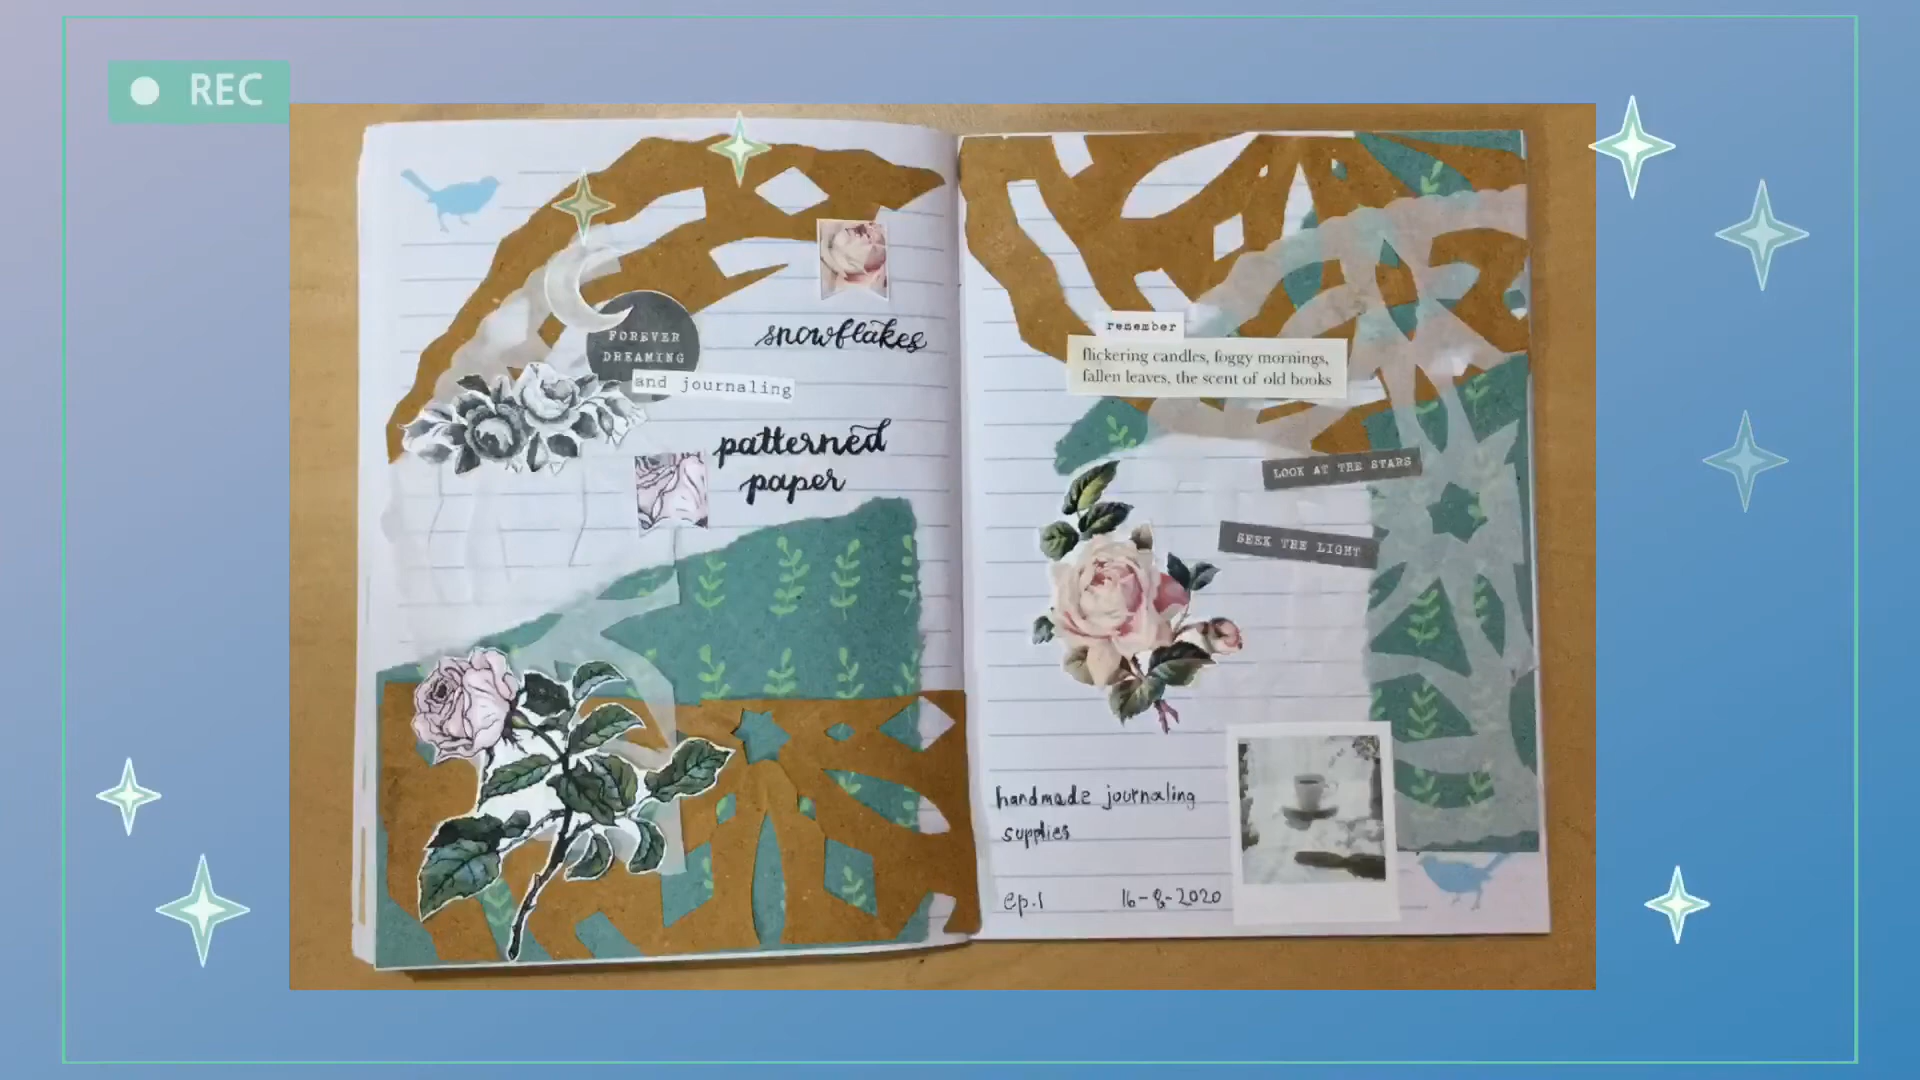 REC
FOREVER
DREAMING
and journaling
snowflakes
patterned
paper
remember
flickering candles, foggy mornings,
fallen leaves, the scent of old books
LOOK AT THE STARS
SEEK THE LIGHT
handmade journaling
supplies
ep.1 16-8-2020